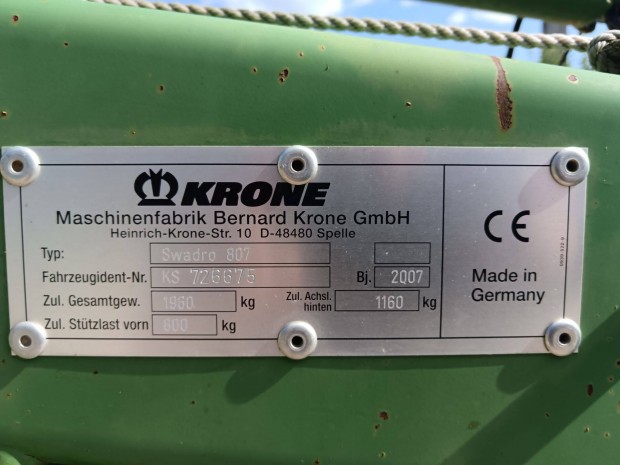 KRONE
Maschinenfabrik Bernard Krone GmbH
Heinrich-Krone-Str. 10 D-48480 Spelle
Typ: Swadro 807
Fahrzeugident-Nr. KS 726675 Bj. 2007
Zul. Gesamtgew. 1960 kg Zul. Achsl. hinten 1160 kg
Zul. Stützlast vorn 800 kg
CE
Made in
Germany